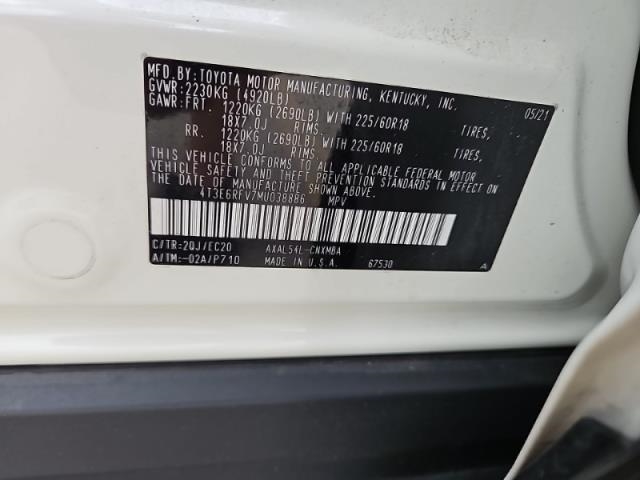 MFD.BY:TOYOTA MOTOR MANUFACTURING, KENTUCKY, INC.
GVWR:2230KG (4920LB) 05/21
GAWR:FRT. 1220KG (2690LB) WITH 225/60R18 TIRES,
18X7.0J RIMS,
RR. 1220KG (2690LB) WITH 225/60R18 TIRES,
18X7.0J RIMS.
THIS VEHICLE CONFORMS TO ALL APPLICABLE FEDERAL MOTOR
VEHICLE SAFETY AND THEFT PREVENTION STANDARDS IN EFFECT ON
THE DATE OF MANUFACTURE SHOWN ABOVE.
4T3E6RFV7MU038886 MPV
C/TR:2QJ/EC20 AXAL54L-CNXMBA
A/TM:-02A/P710 MADE IN U.S.A. 67530 A